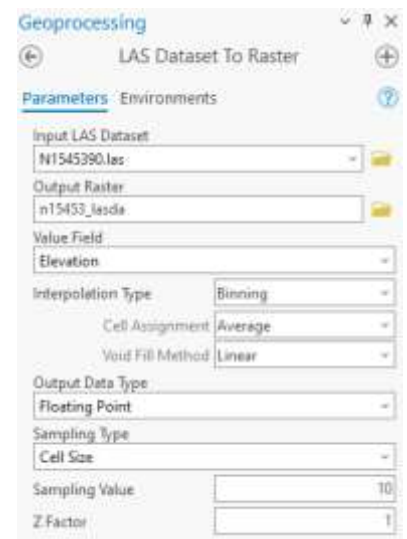 Geoprocessing
LAS Dataset To Raster
Parameters Environments
Input LAS Dataset
N1545390.las
Output Raster
n15453_lasda
Value Field
Elevation
Interpolation Type Binning
Cell Assignment Average
Void Fill Method Linear
Output Data Type
Floating Point
Sampling Type
Cell Size
Sampling Value 10
Z Factor 1